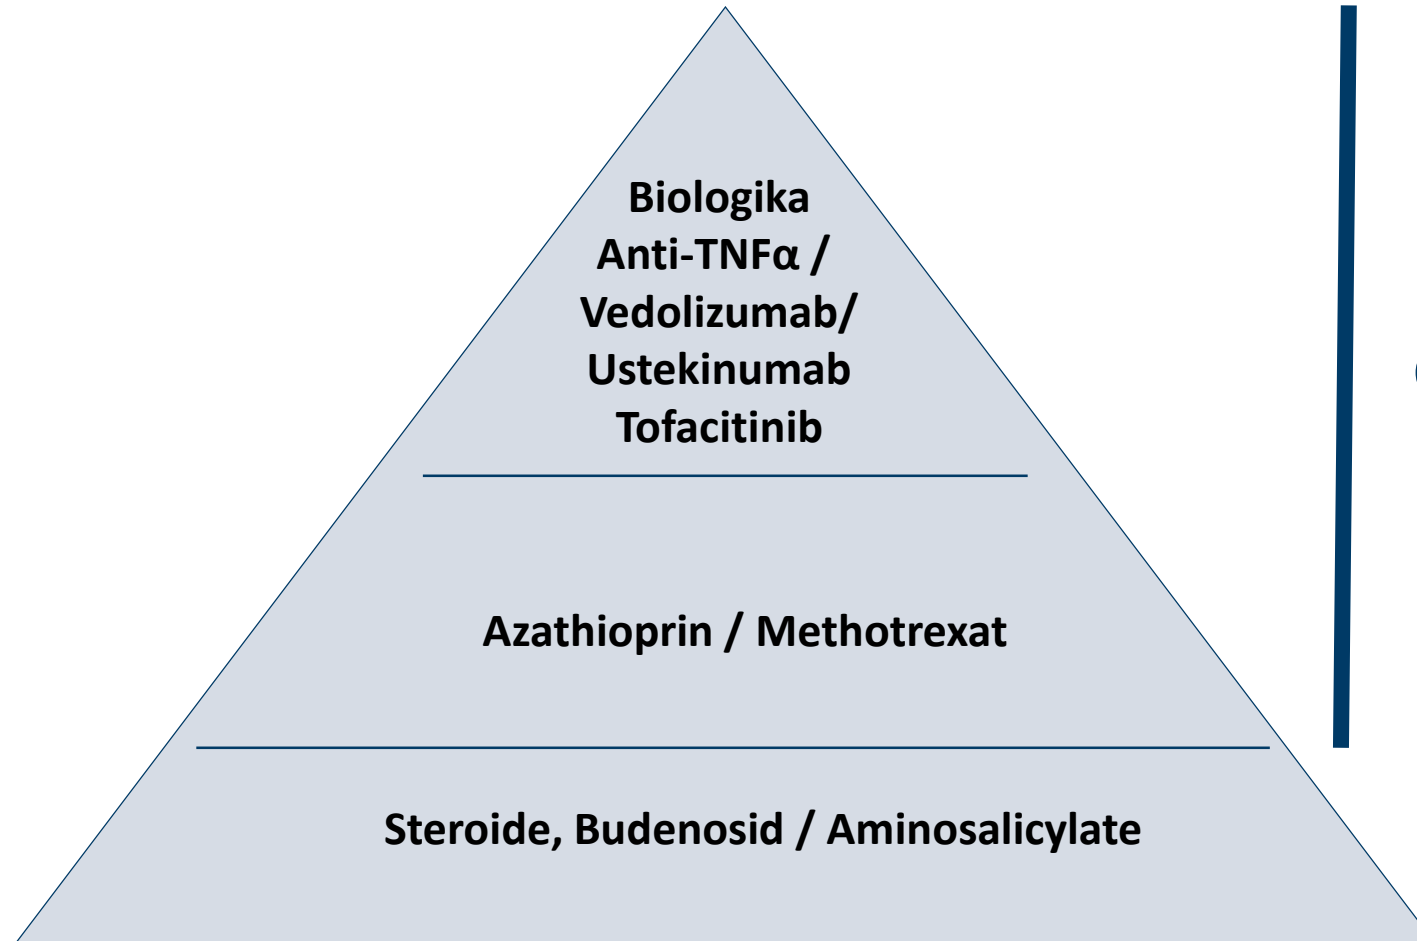 Biologika
Anti-TNFα /
Vedolizumab/
Ustekinumab
Tofacitinib
Azathioprin / Methotrexat
Steroide, Budenosid / Aminosalicylate